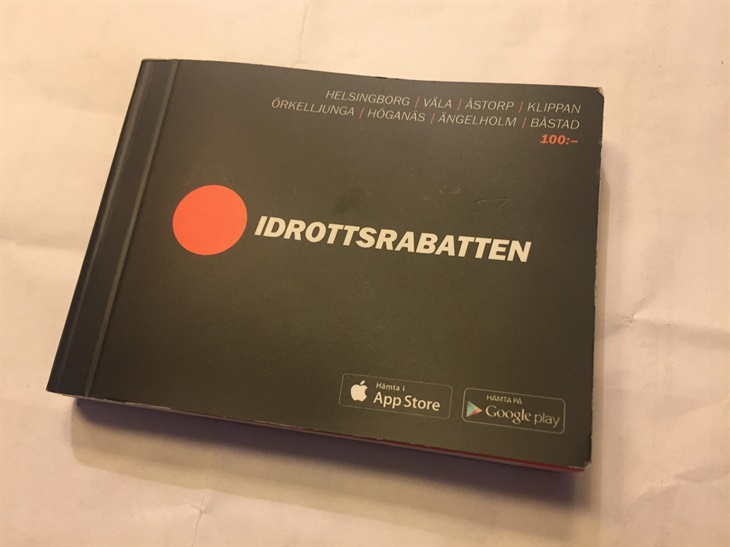 HELSINGBORG | VÄLA | ÅSTORP | KLIPPAN
ÖRKELLJUNGA | HÖGANÄS | ÄNGELHOLM | BÅSTAD
100:-
IDROTTSRABATTEN
Hämta i
App Store
HÄMTA PÅ
Google play